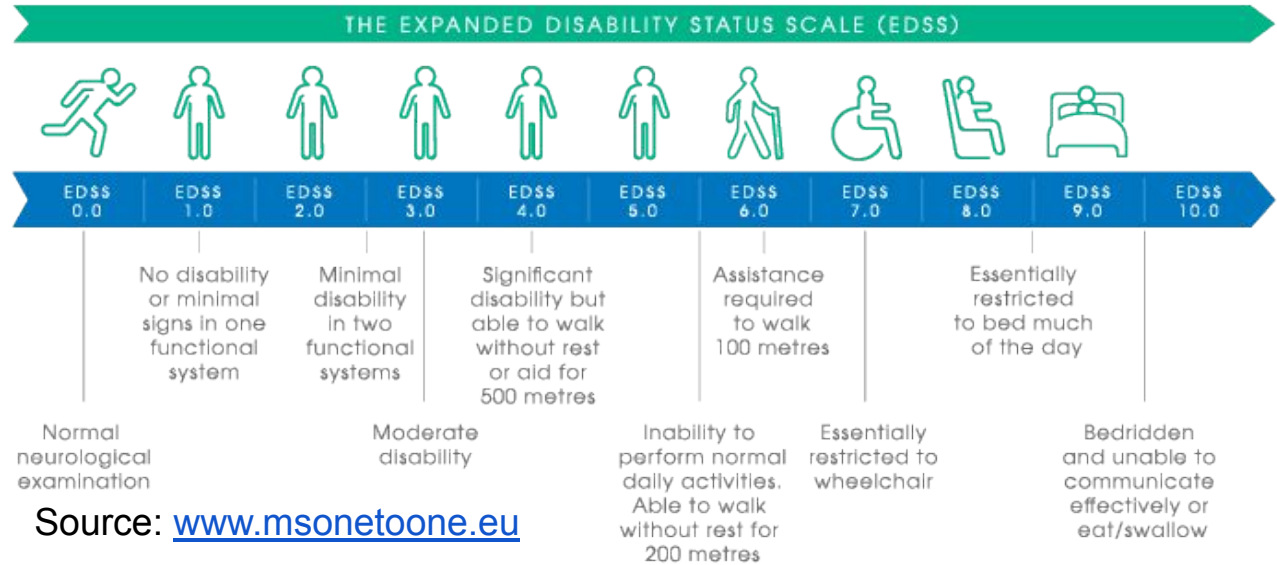 THE EXPANDED DISABILITY STATUS SCALE (EDSS)
EDSS
0.0
EDSS
1.0
EDSS
2.0
EDSS
3.0
EDSS
4.0
EDSS
5.0
EDSS
6.0
EDSS
7.0
EDSS
8.0
EDSS
9.0
EDSS
10.0
No disability
or minimal
signs in one
functional
system
Minimal
disability
in two
functional
systems
Significant
disability but
able to walk
without rest
or aid for
500 metres
Assistance
required
to walk
100 metres
Essentially
restricted
to bed much
of the day
Normal
neurological
examination
Moderate
disability
Inability to
perform normal
daily activities.
Able to walk
without rest for
200 metres
Essentially
restricted to
wheelchair
Bedridden
and unable to
communicate
effectively or
eat/swallow
Source: www.msonetoone.eu